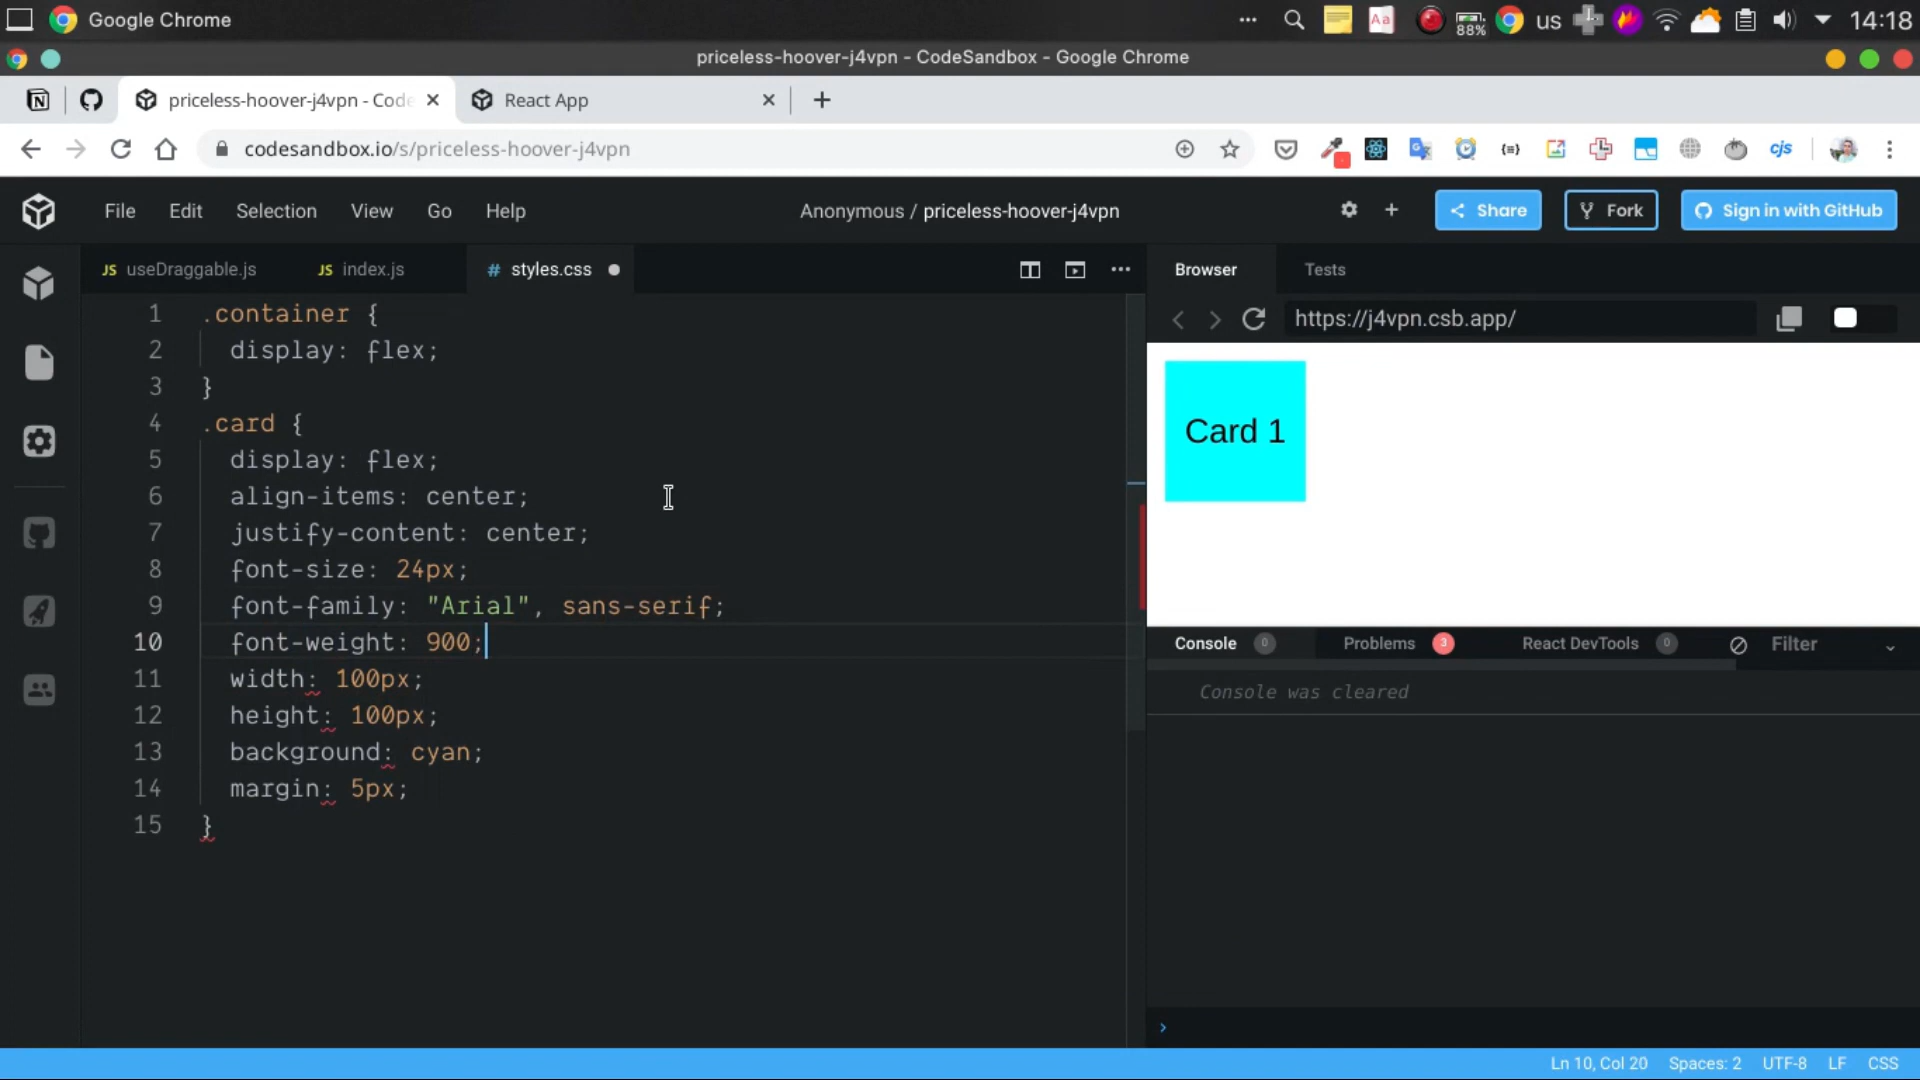 Google Chrome
88%
us
14:18
priceless-hoover-j4vpn - CodeSandbox - Google Chrome
priceless-hoover-j4vpn - Code
React App
codesandbox.io/s/priceless-hoover-j4vpn
cjs
File Edit Selection View Go Help
Anonymous / priceless-hoover-j4vpn
Share
Fork
Sign in with GitHub
JS useDraggable.js
JS index.js
# styles.css
Browser
Tests
https://j4vpn.csb.app/
1 .container {
2 display: flex;
3 }
4 .card {
5 display: flex;
6 align-items: center;
7 justify-content: center;
8 font-size: 24px;
9 font-family: "Arial", sans-serif;
10 font-weight: 900;
11 width: 100px;
12 height: 100px;
13 background: cyan;
14 margin: 5px;
15 }
Card 1
Console 0
Problems 3
React DevTools 0
Filter
Console was cleared
Ln 10, Col 20
Spaces: 2
UTF-8
LF
CSS